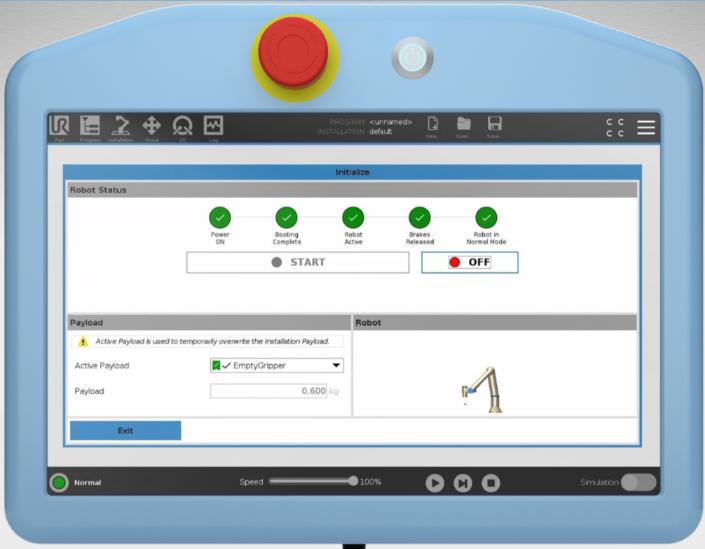 UR
PROGRAM <unnamed>
INSTALLATION default
Run Program Installation Move I/O Log
New... Open... Save...
C C
C C
Initialize
Robot Status
Power ON
Booting Complete
Robot Active
Brakes Released
Robot in Normal Mode
START
OFF
Payload
Robot
Active Payload is used to temporarily overwrite the Installation Payload.
Active Payload
EmptyGripper
Payload
0.600 kg
Exit
Normal
Speed
100%
Simulation